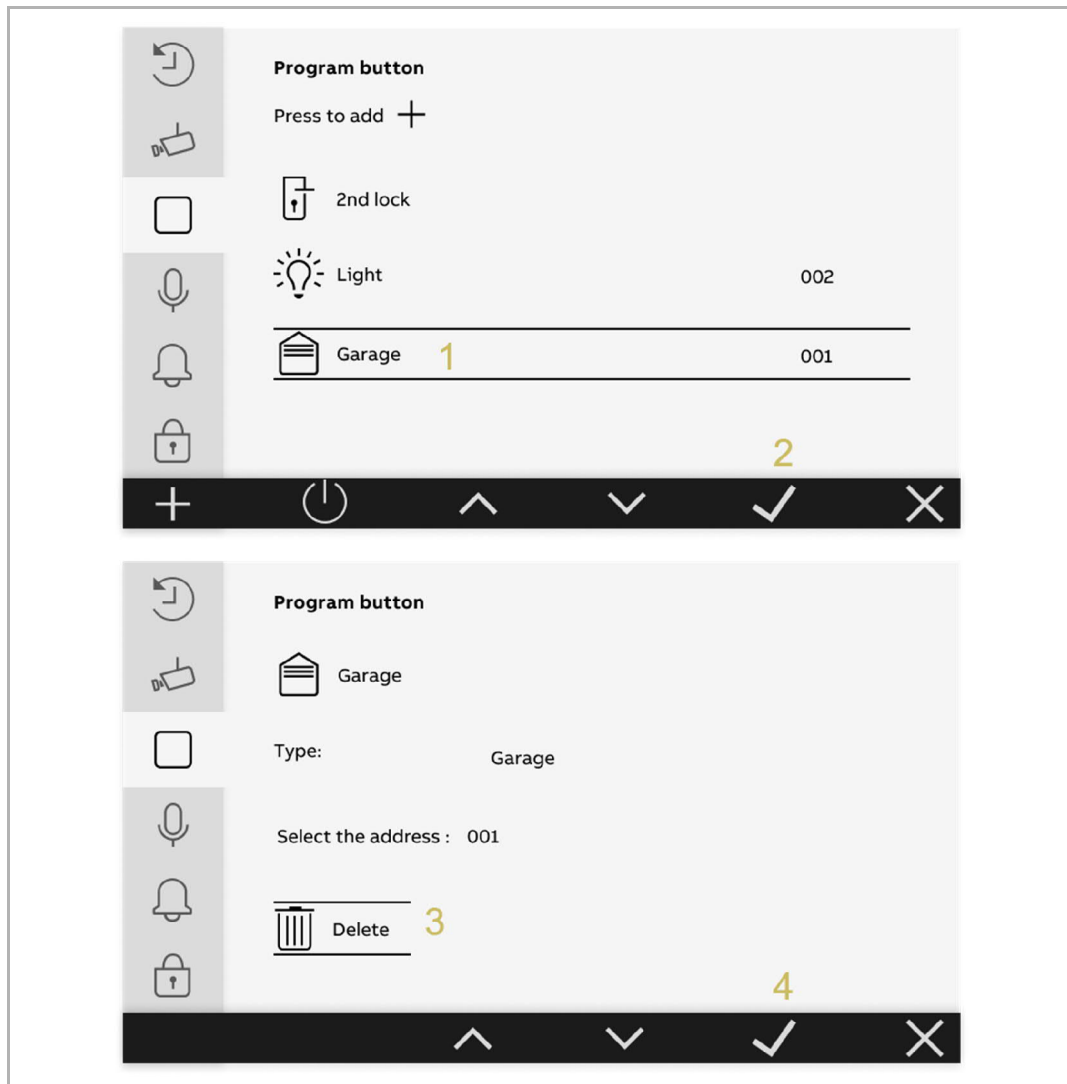 Program button
Press to add
2nd lock
Light 002
Garage 1 001
2
Program button
Garage
Type: Garage
Select the address : 001
Delete 3
4